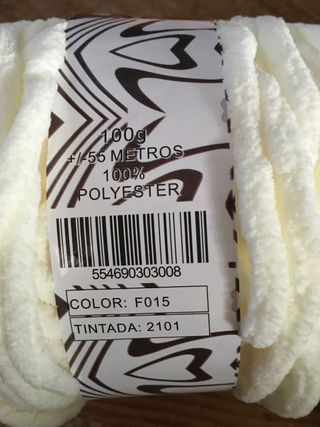 100g
+/-55 METROS
100%
POLYESTER
554690303008
COLOR: F015
TINTADA: 2101